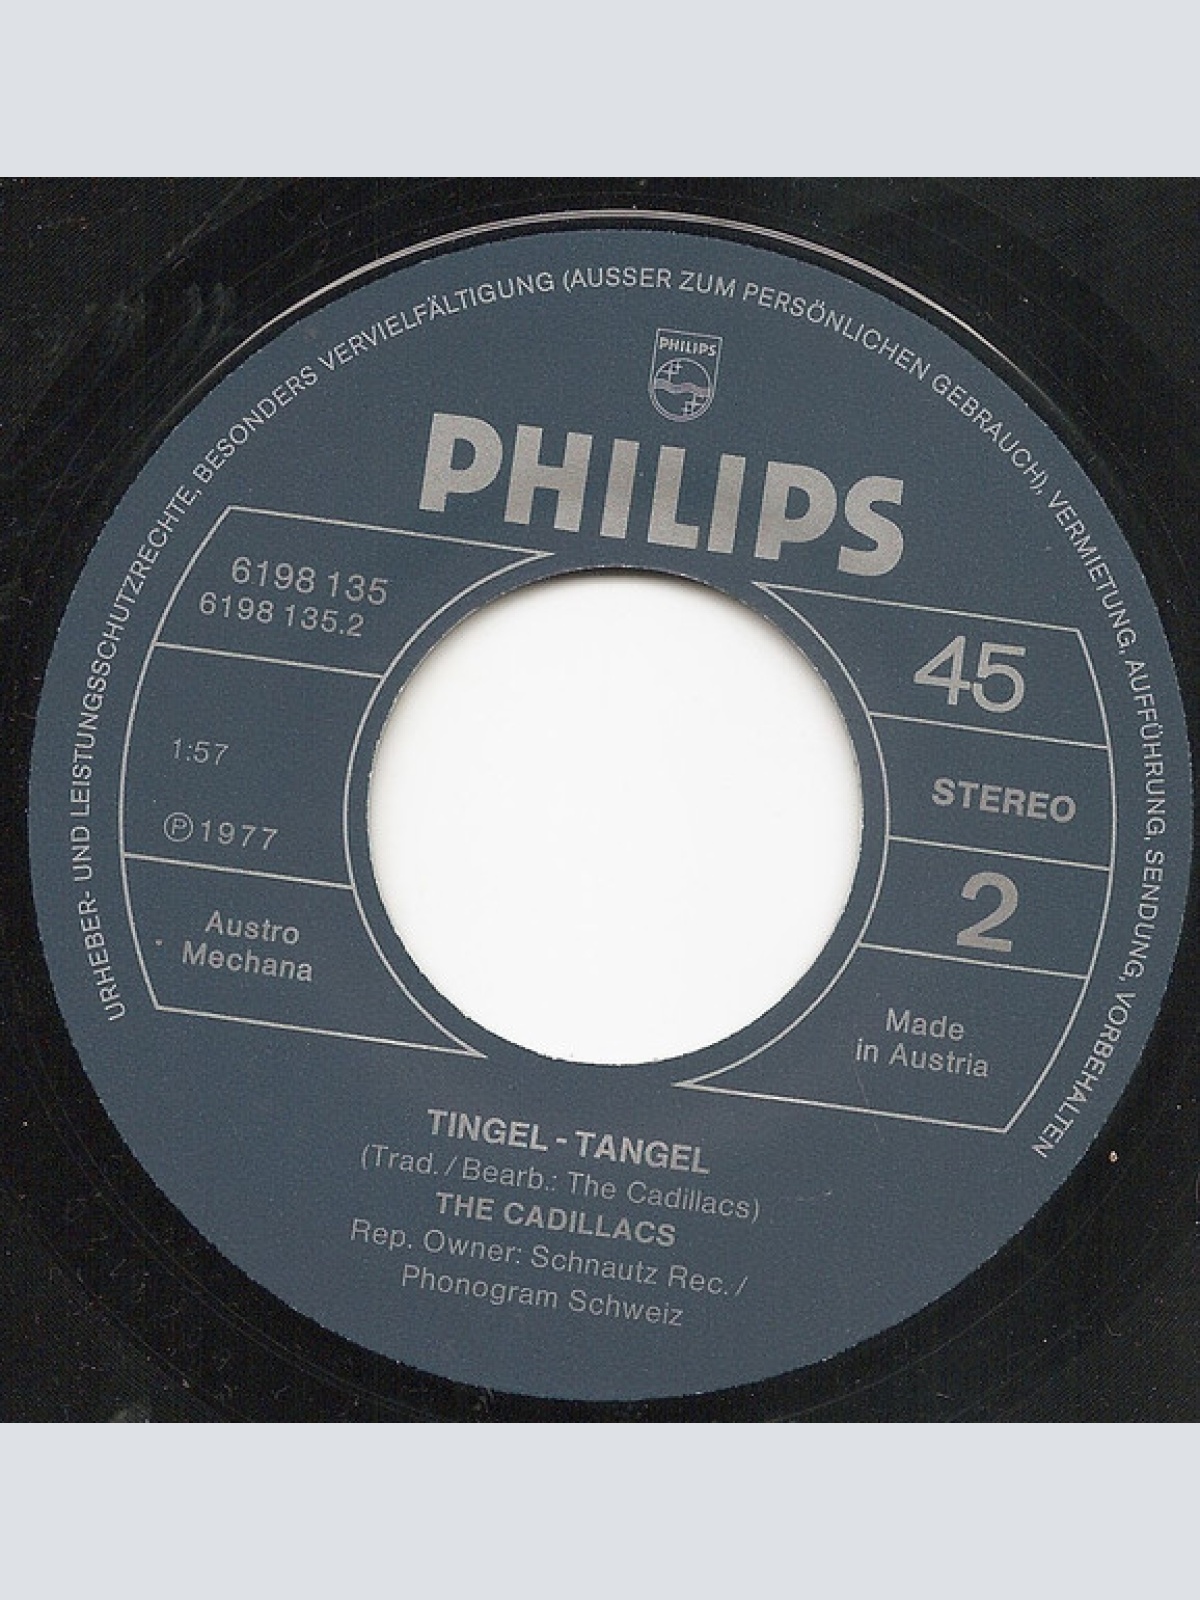 URHEBER- UND LEISTUNGSSCHUTZRECHTE, BESONDERS VERVIELFÄLTIGUNG (AUSSER ZUM PERSÖNLICHEN GEBRAUCH), VERMIETUNG, AUFFÜHRUNG, SENDUNG, VORBEHALTEN
PHILIPS
PHILIPS
6198 135
6198 135.2
1:57
Ⓟ 1977
Austro
Mechana
45
STEREO
2
Made
in Austria
TINGEL - TANGEL
(Trad. / Bearb.: The Cadillacs)
THE CADILLACS
Rep. Owner: Schnautz Rec. /
Phonogram Schweiz